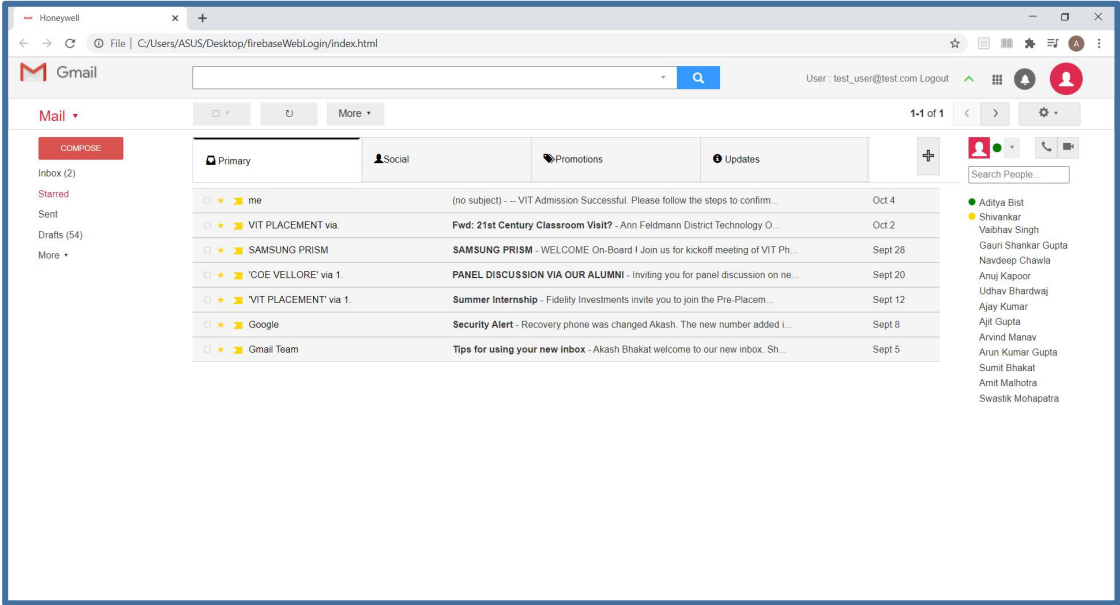 Honeywell
File | C:/Users/ASUS/Desktop/firebaseWebLogin/index.html
A
Gmail
User : test_user@test.com Logout
Mail
More
1-1 of 1
COMPOSE
Inbox (2)
Starred
Sent
Drafts (54)
More
Primary
Social
Promotions
Updates
me (no subject) - -- VIT Admission Successful. Please follow the steps to confirm... Oct 4
VIT PLACEMENT via. Fwd: 21st Century Classroom Visit? - Ann Feldmann District Technology O... Oct 2
SAMSUNG PRISM SAMSUNG PRISM - WELCOME On-Board ! Join us for kickoff meeting of VIT Ph... Sept 28
'COE VELLORE' via 1. PANEL DISCUSSION VIA OUR ALUMNI - Inviting you for panel discussion on ne... Sept 20
'VIT PLACEMENT' via 1. Summer Internship - Fidelity Investments invite you to join the Pre-Placem... Sept 12
Google Security Alert - Recovery phone was changed Akash. The new number added i... Sept 8
Gmail Team Tips for using your new inbox - Akash Bhakat welcome to our new inbox. Sh... Sept 5
Search People...
Aditya Bist
Shivankar
Vaibhav Singh
Gauri Shankar Gupta
Navdeep Chawla
Anuj Kapoor
Udhav Bhardwaj
Ajay Kumar
Ajit Gupta
Arvind Manav
Arun Kumar Gupta
Sumit Bhakat
Amit Malhotra
Swastik Mohapatra